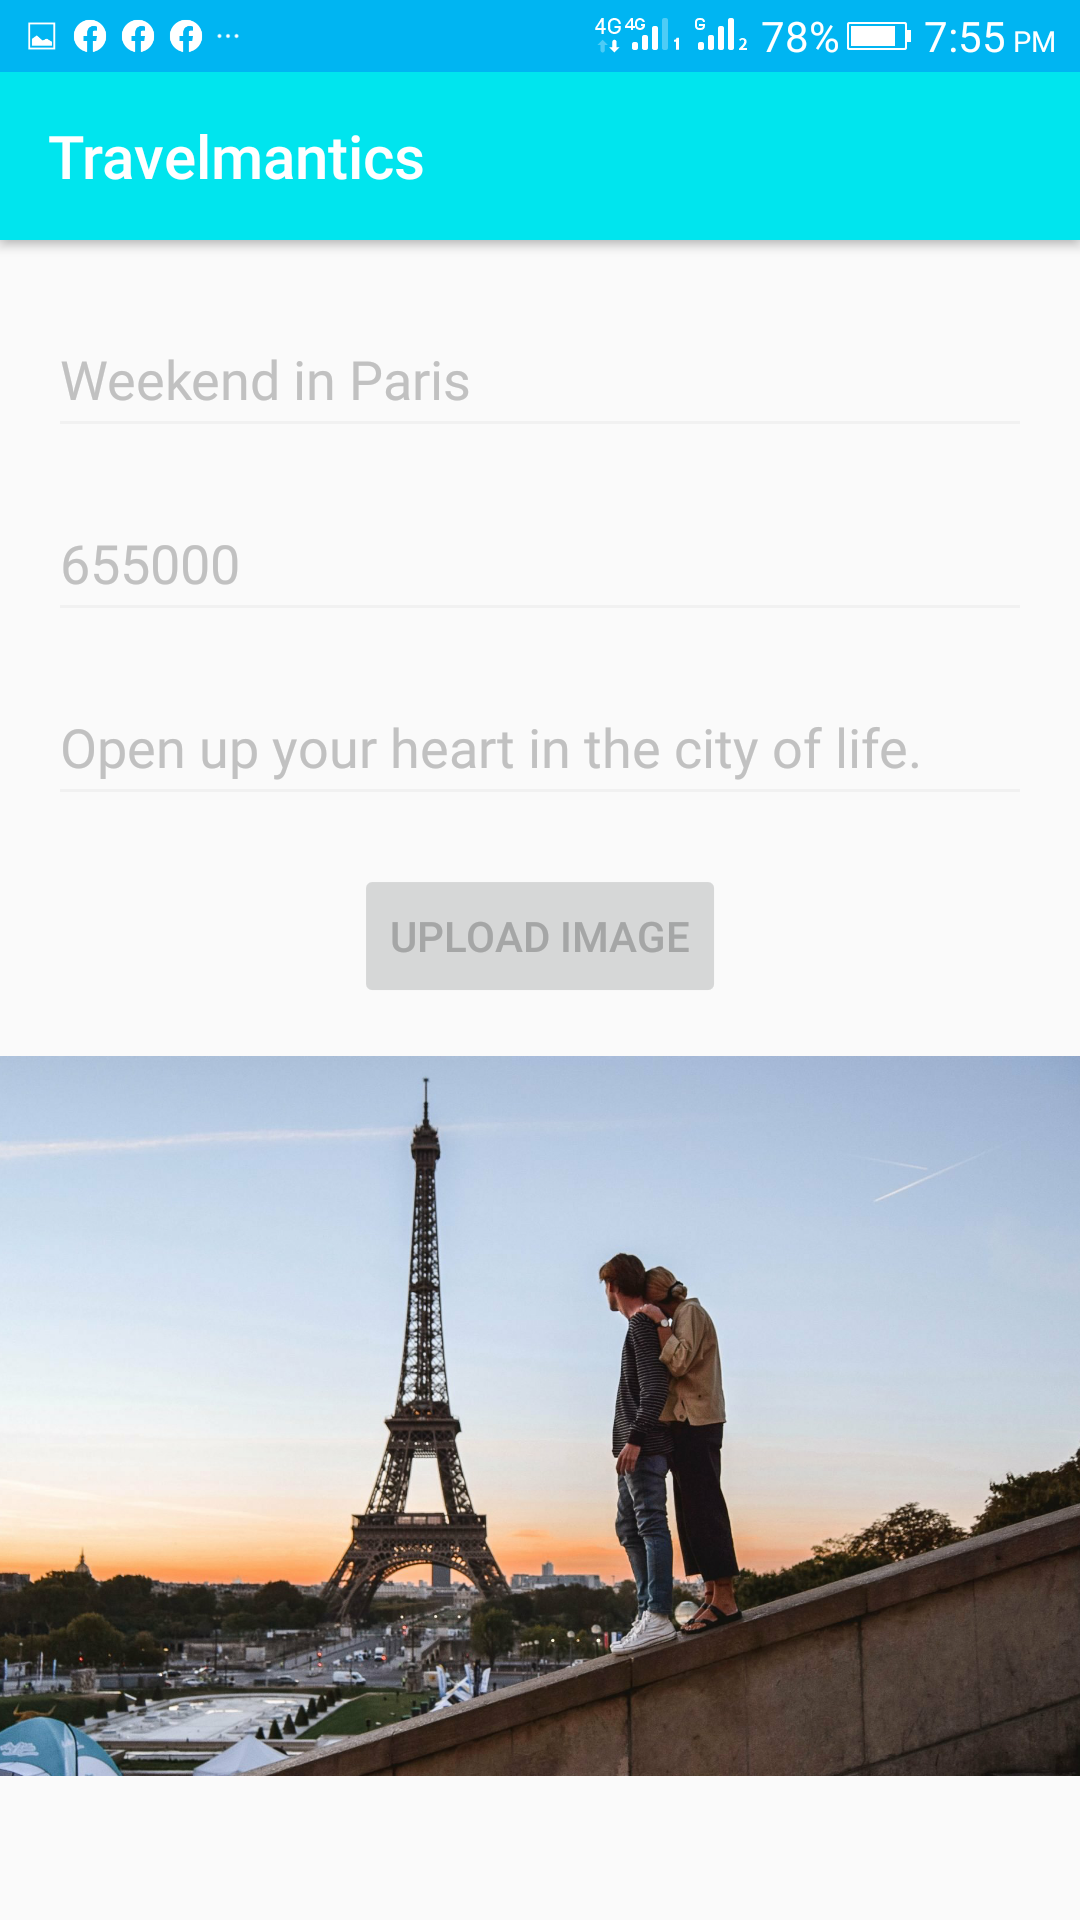 4G 4G 1 G 2 78% 7:55 PM
Travelmantics
Weekend in Paris
655000
Open up your heart in the city of life.
UPLOAD IMAGE